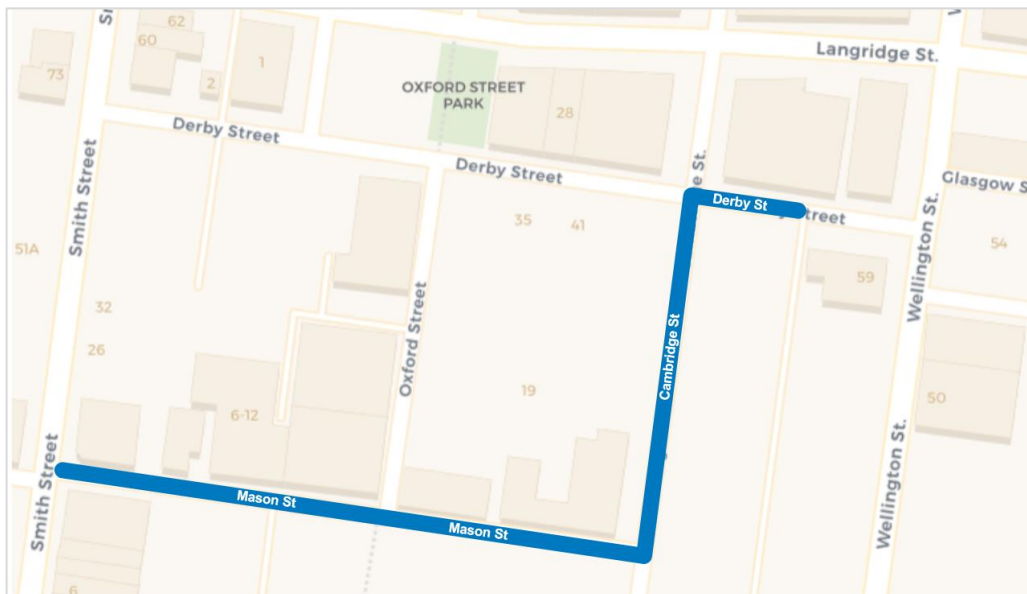 62
60
73
2
1
OXFORD STREET
PARK
28
Langridge St.
Derby Street
Derby Street
Smith Street
Derby St
Glasgow S
35
41
51A
54
59
Wellington St.
32
26
Oxford Street
Cambridge St
19
6-12
50
Wellington St.
Smith Street
Mason St
Mason St
6